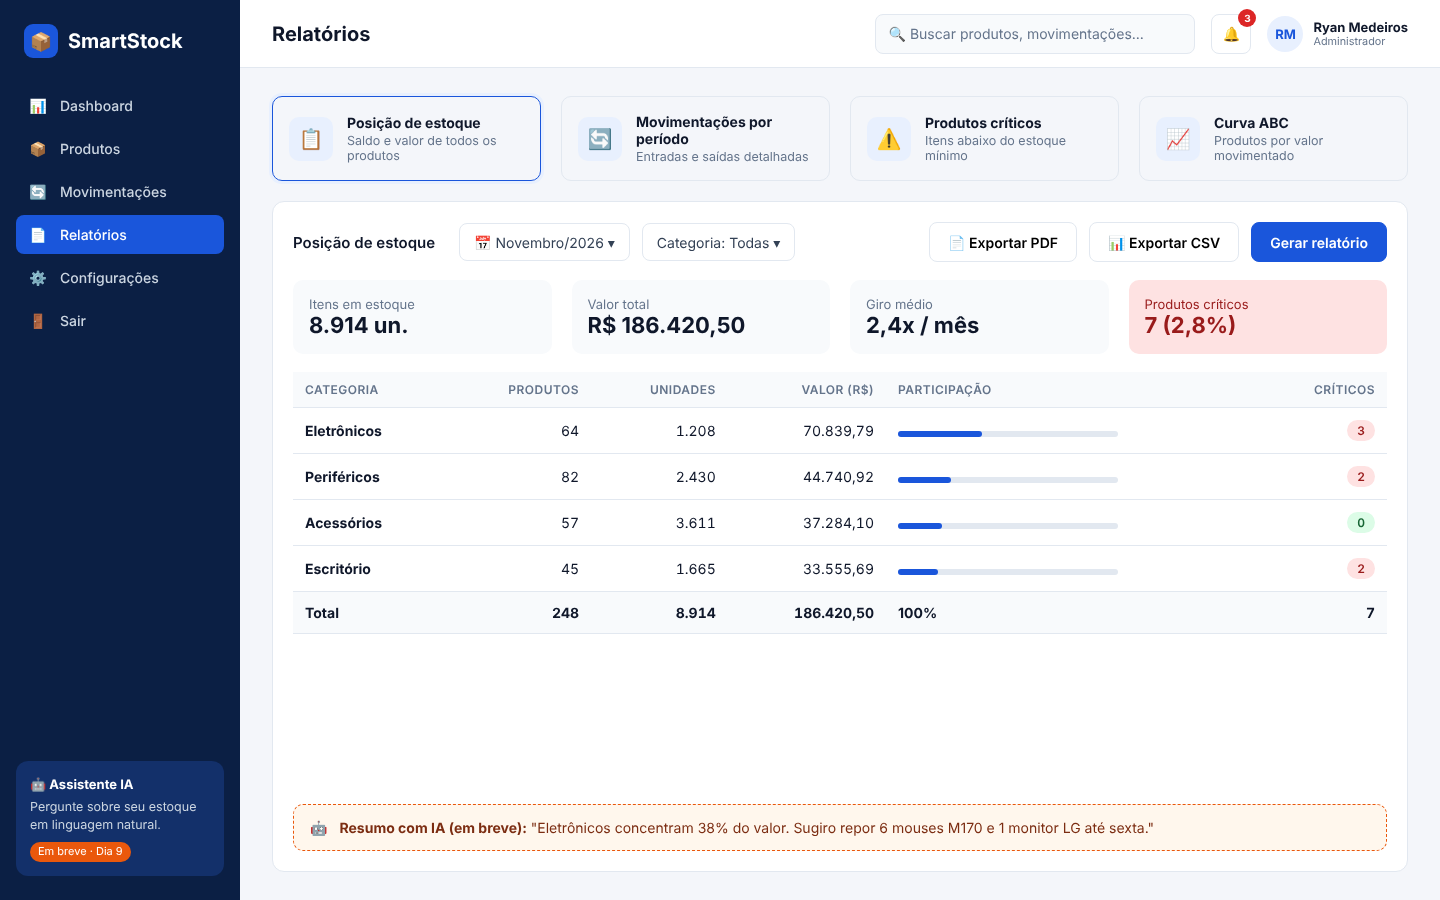 SmartStock
Dashboard
Produtos
Movimentações
Relatórios
Configurações
Sair
Assistente IA
Pergunte sobre seu estoque
em linguagem natural.
Em breve · Dia 9
Relatórios
Buscar produtos, movimentações...
3
RM
Ryan Medeiros
Administrador
Posição de estoque
Saldo e valor de todos os
produtos
Movimentações por
período
Entradas e saídas detalhadas
Produtos críticos
Itens abaixo do estoque
mínimo
Curva ABC
Produtos por valor
movimentado
Posição de estoque
Novembro/2026 ▾
Categoria: Todas ▾
Exportar PDF
Exportar CSV
Gerar relatório
Itens em estoque
8.914 un.
Valor total
R$ 186.420,50
Giro médio
2,4x / mês
Produtos críticos
7 (2,8%)
CATEGORIA PRODUTOS UNIDADES VALOR (R$) PARTICIPAÇÃO CRÍTICOS
Eletrônicos 64 1.208 70.839,79 3
Periféricos 82 2.430 44.740,92 2
Acessórios 57 3.611 37.284,10 0
Escritório 45 1.665 33.555,69 2
Total 248 8.914 186.420,50 100% 7
Resumo com IA (em breve): "Eletrônicos concentram 38% do valor. Sugiro repor 6 mouses M170 e 1 monitor LG até sexta."